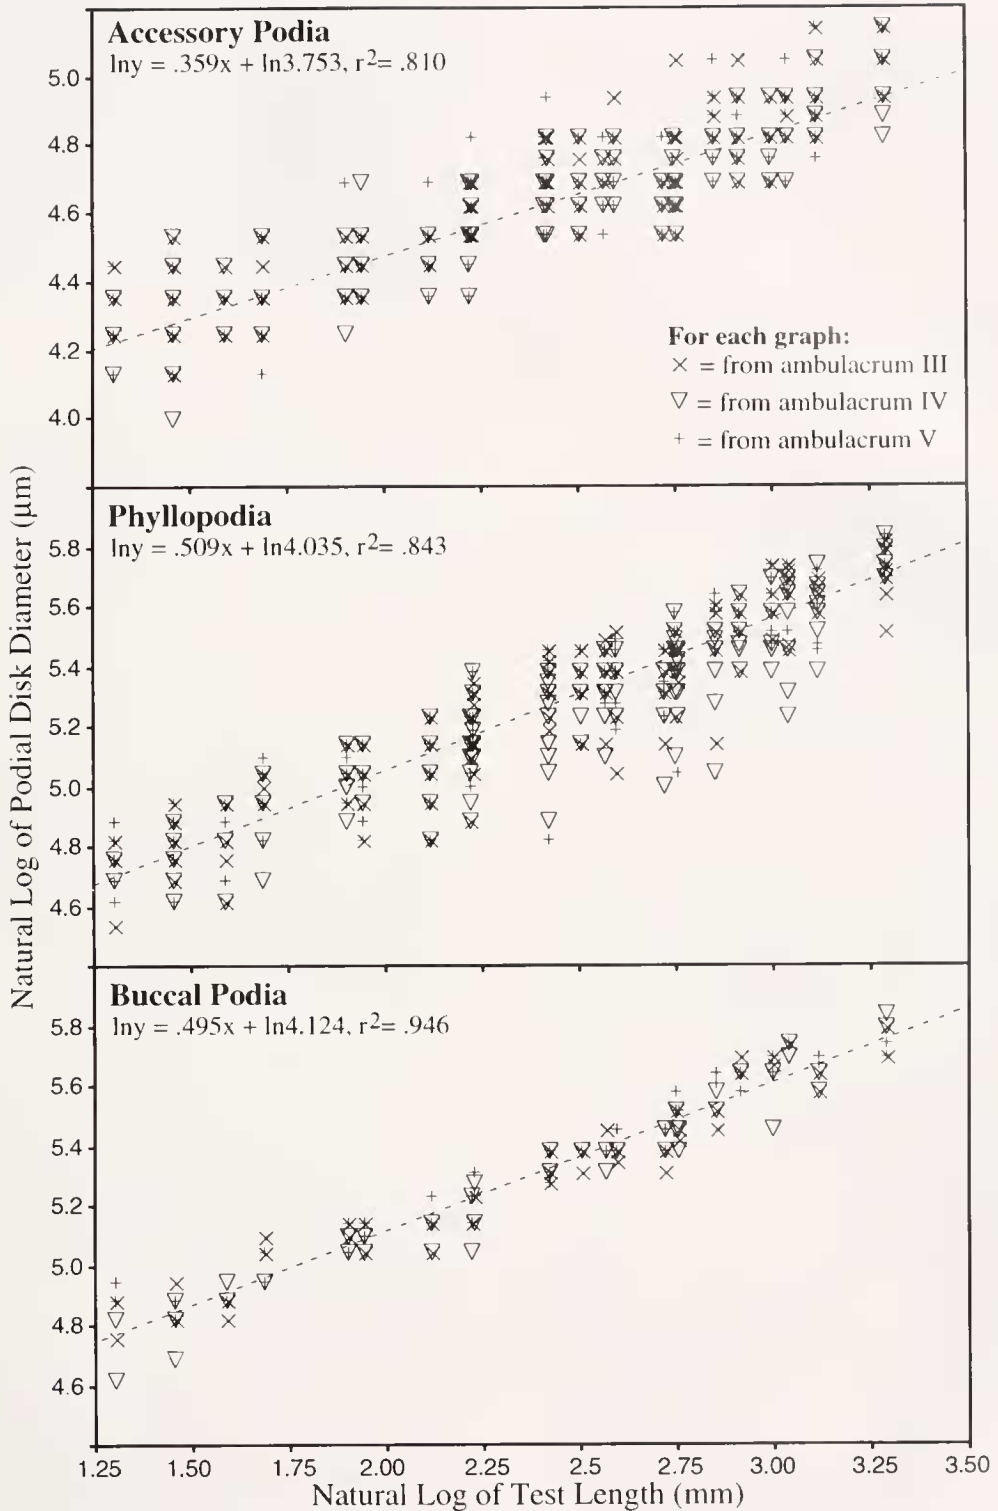 Accessory Podia
lny = .359x + ln3.753, r2= .810
5.0
4.8
4.6
4.4
4.2
4.0
For each graph:
× = from ambulacrum III
▽ = from ambulacrum IV
+ = from ambulacrum V
Phyllopodia
lny = .509x + ln4.035, r2= .843
5.8
5.6
5.4
5.2
5.0
4.8
4.6
Natural Log of Podial Disk Diameter (μm)
Buccal Podia
lny = .495x + ln4.124, r2= .946
5.8
5.6
5.4
5.2
5.0
4.8
4.6
1.25 1.50 1.75 2.00 2.25 2.5 2.75 3.00 3.25 3.50
Natural Log of Test Length (mm)